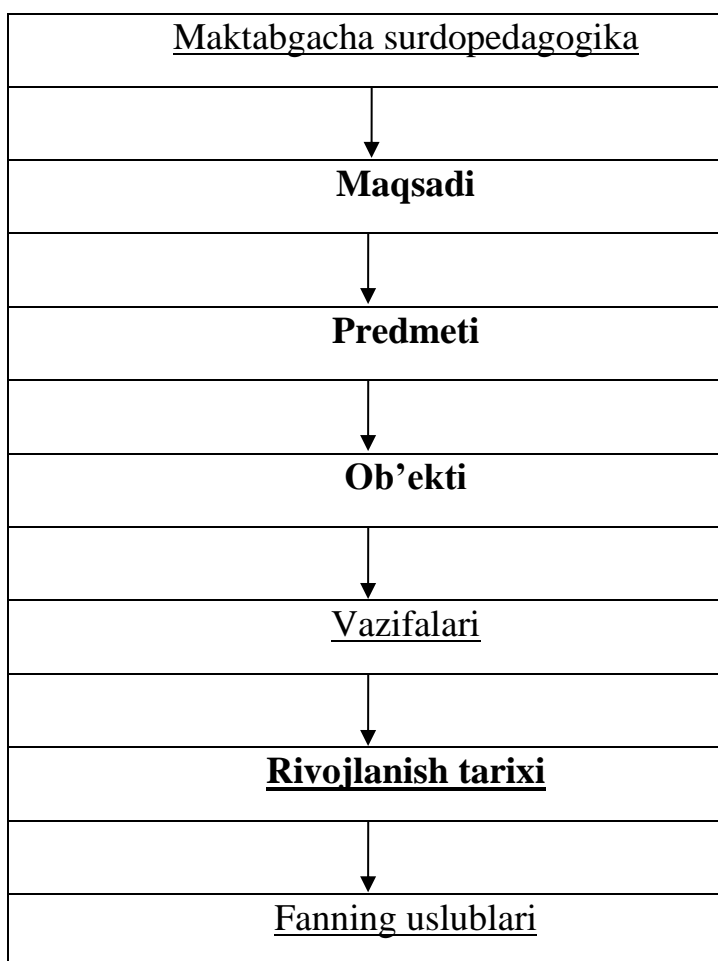 Maktabgacha surdopedagogika
Maqsadi
Predmeti
Ob’ekti
Vazifalari
Rivojlanish tarixi
Fanning uslublari